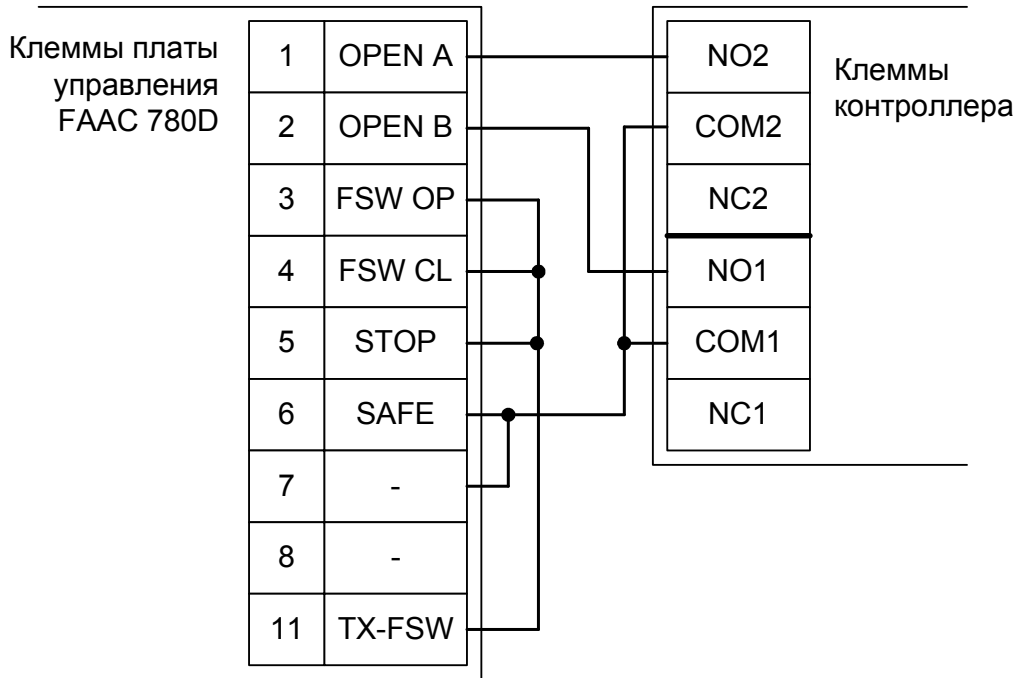 Клеммы платы
управления
FAAC 780D
1 OPEN A
2 OPEN B
3 FSW OP
4 FSW CL
5 STOP
6 SAFE
7 -
8 -
11 TX-FSW
NO2
COM2
NC2
NO1
COM1
NC1
Клеммы
контроллера